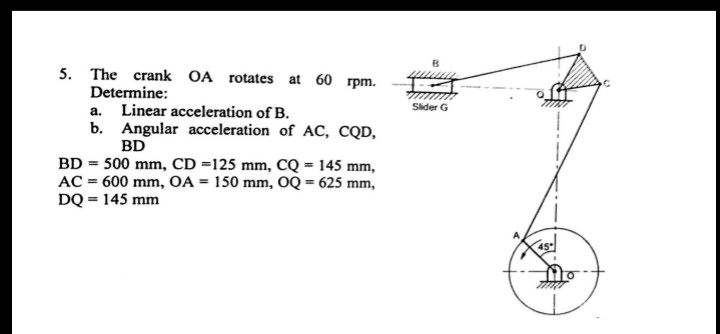 5. The crank OA rotates at 60 rpm.
Determine:
a. Linear acceleration of B.
b. Angular acceleration of AC, CQD,
BD
BD = 500 mm, CD =125 mm, CQ = 145 mm,
AC = 600 mm, OA = 150 mm, OQ = 625 mm,
DQ = 145 mm
D
B
C
Q
Slider G
A
45°
O